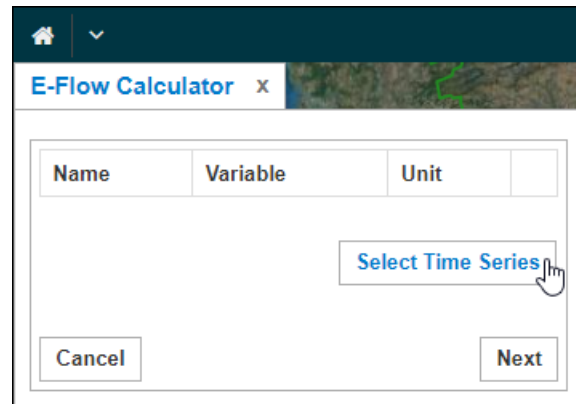 E-Flow Calculator x
Name Variable Unit
Select Time Series
Cancel Next